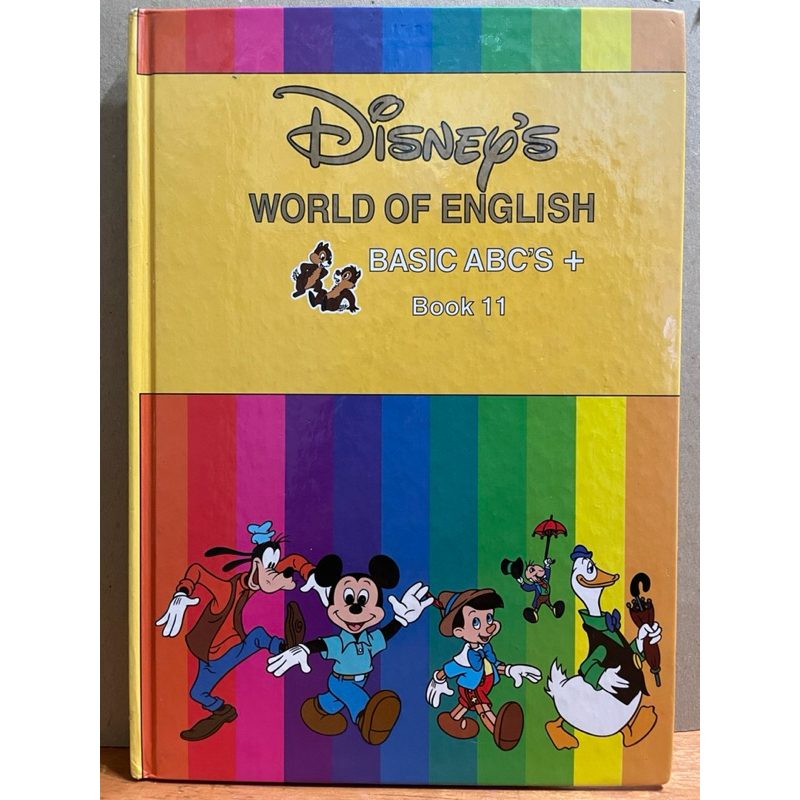 Disney's
WORLD OF ENGLISH
BASIC ABC'S +
Book 11